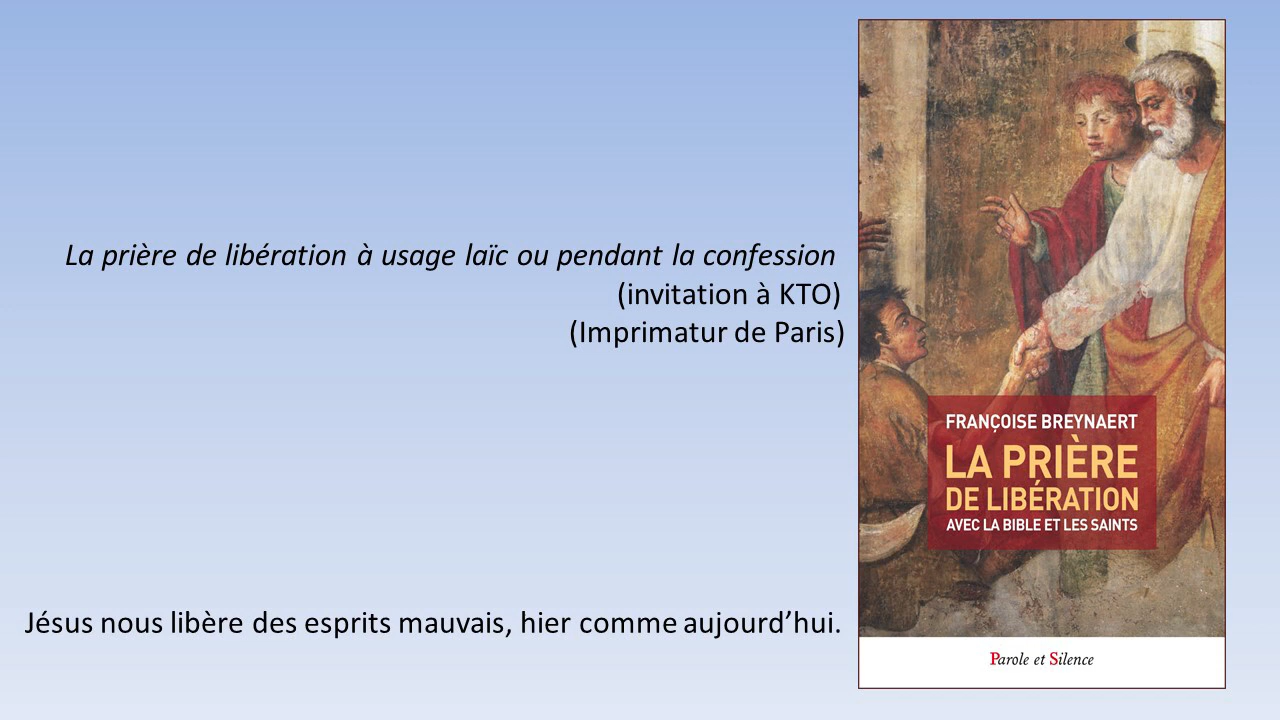 La prière de libération à usage laïc ou pendant la confession
(invitation à KTO)
(Imprimatur de Paris)
Jésus nous libère des esprits mauvais, hier comme aujourd’hui.
FRANÇOISE BREYNAERT
LA PRIÈRE
DE LIBÉRATION
AVEC LA BIBLE ET LES SAINTS
Parole et Silence